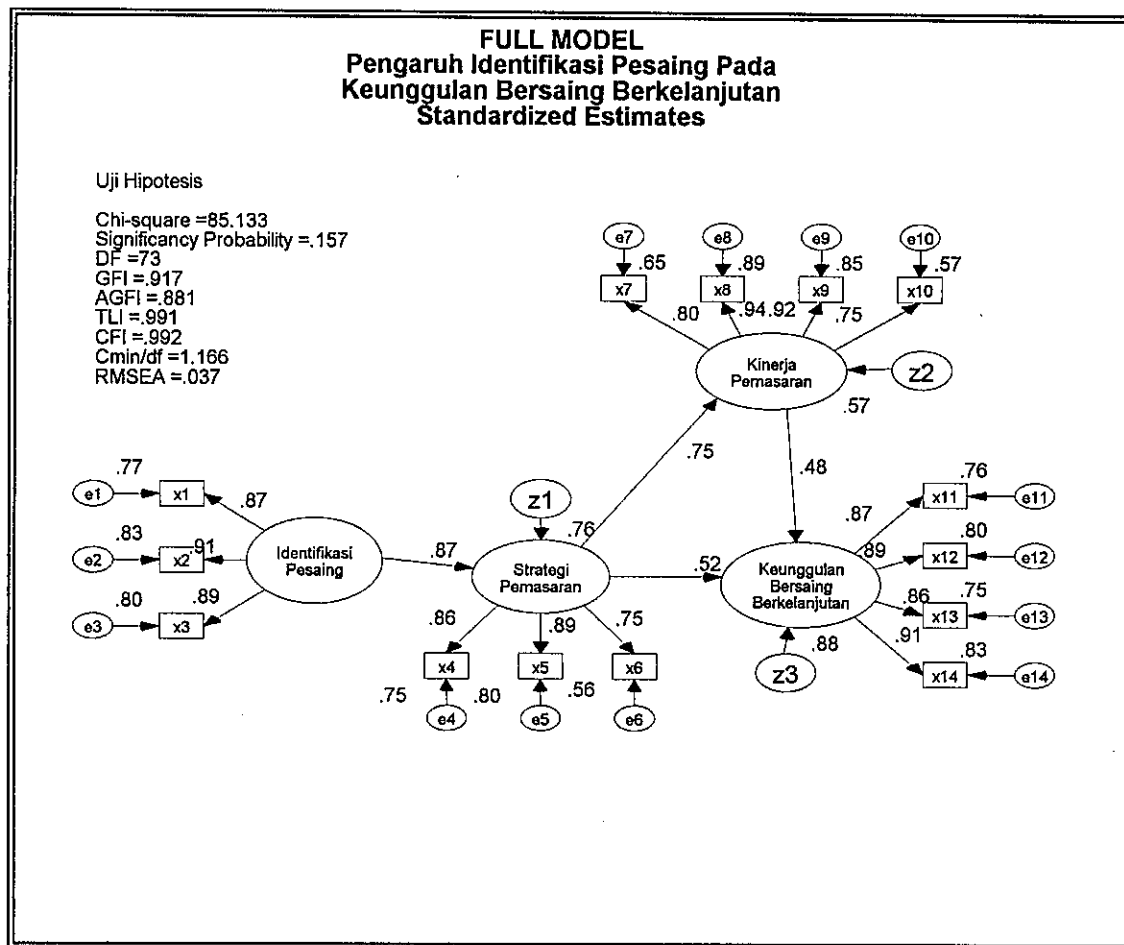 FULL MODEL
Pengaruh Identifikasi Pesaing Pada
Keunggulan Bersaing Berkelanjutan
Standardized Estimates
Uji Hipotesis
Chi-square =85.133
Significancy Probability =.157
DF =73
GFI =.917
AGFI =.881
TLI =.991
CFI =.992
Cmin/df =1.166
RMSEA =.037
e7 e8 e9 e10
.65 .89 .85 .57
x7 x8 x9 x10
.80 .94 .92 .75
Kinerja
Pemasaran
z2
.57
.75
.48
.77
e1 x1
.87
.83
e2 x2 .91
.80
e3 x3 .89
Identifikasi
Pesaing
.87
z1
.76
Strategi
Pemasaran
.52
.86 .89 .75
x4 x5 x6
.75 .80 .56
e4 e5 e6
Keunggulan
Bersaing
Berkelanjutan
.88
z3
.76
.87 x11 e11
.80
.89 x12 e12
.75
.86 x13 e13
.83
.91 x14 e14